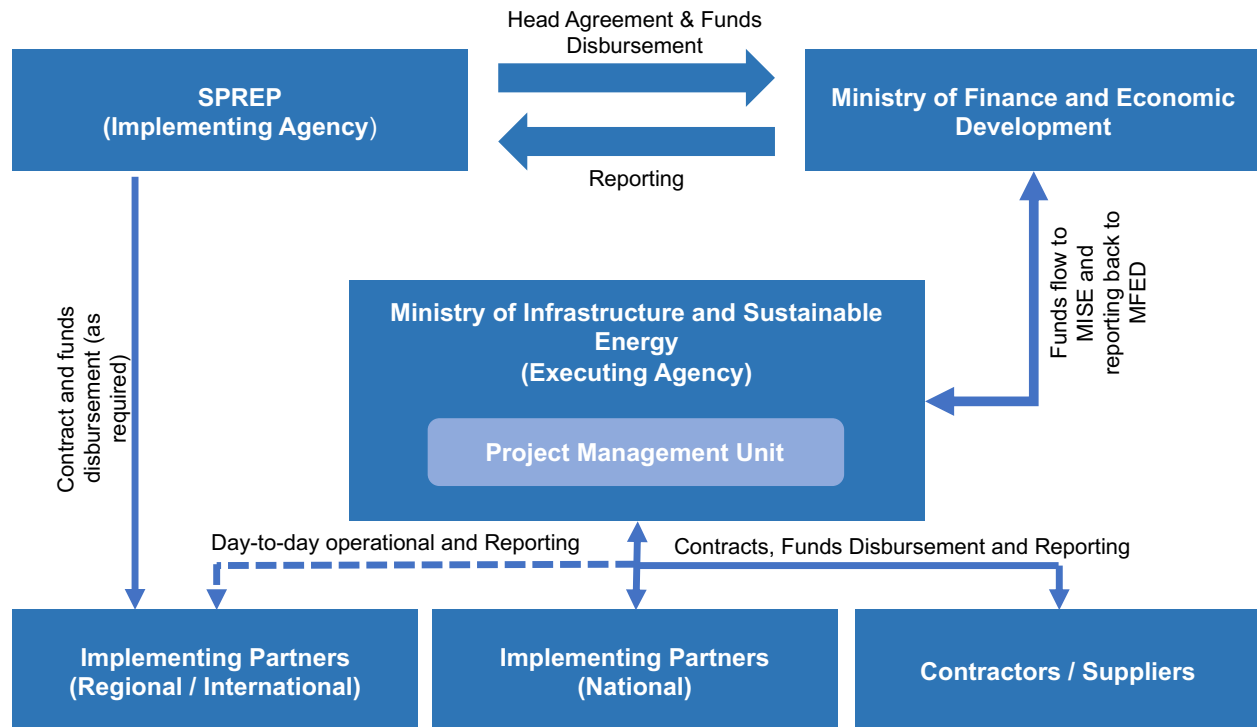 Head Agreement & Funds
Disbursement
SPREP
(Implementing Agency)
Ministry of Finance and Economic
Development
Reporting
Contract and funds
disbursement (as
required)
Funds flow to
MISE and
reporting back to
MFED
Ministry of Infrastructure and Sustainable
Energy
(Executing Agency)
Project Management Unit
Day-to-day operational and Reporting
Contracts, Funds Disbursement and Reporting
Implementing Partners
(Regional / International)
Implementing Partners
(National)
Contractors / Suppliers